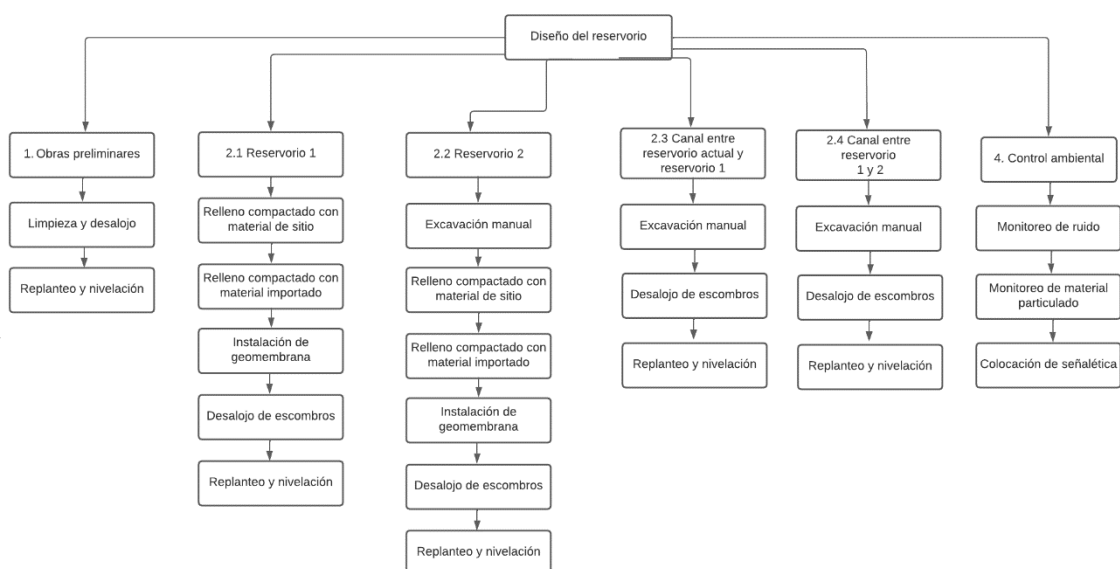 Diseño del reservorio
1. Obras preliminares
Limpieza y desalojo
Replanteo y nivelación
2.1 Reservorio 1
Relleno compactado con
material de sitio
Relleno compactado con
material importado
Instalación de
geomembrana
Desalojo de escombros
Replanteo y nivelación
2.2 Reservorio 2
Excavación manual
Relleno compactado con
material de sitio
Relleno compactado con
material importado
Instalación de
geomembrana
Desalojo de escombros
Replanteo y nivelación
2.3 Canal entre
reservorio actual y
reservorio 1
Excavación manual
Desalojo de escombros
Replanteo y nivelación
2.4 Canal entre
reservorio
1 y 2
Excavación manual
Desalojo de escombros
Replanteo y nivelación
4. Control ambiental
Monitoreo de ruido
Monitoreo de material
particulado
Colocación de señalética